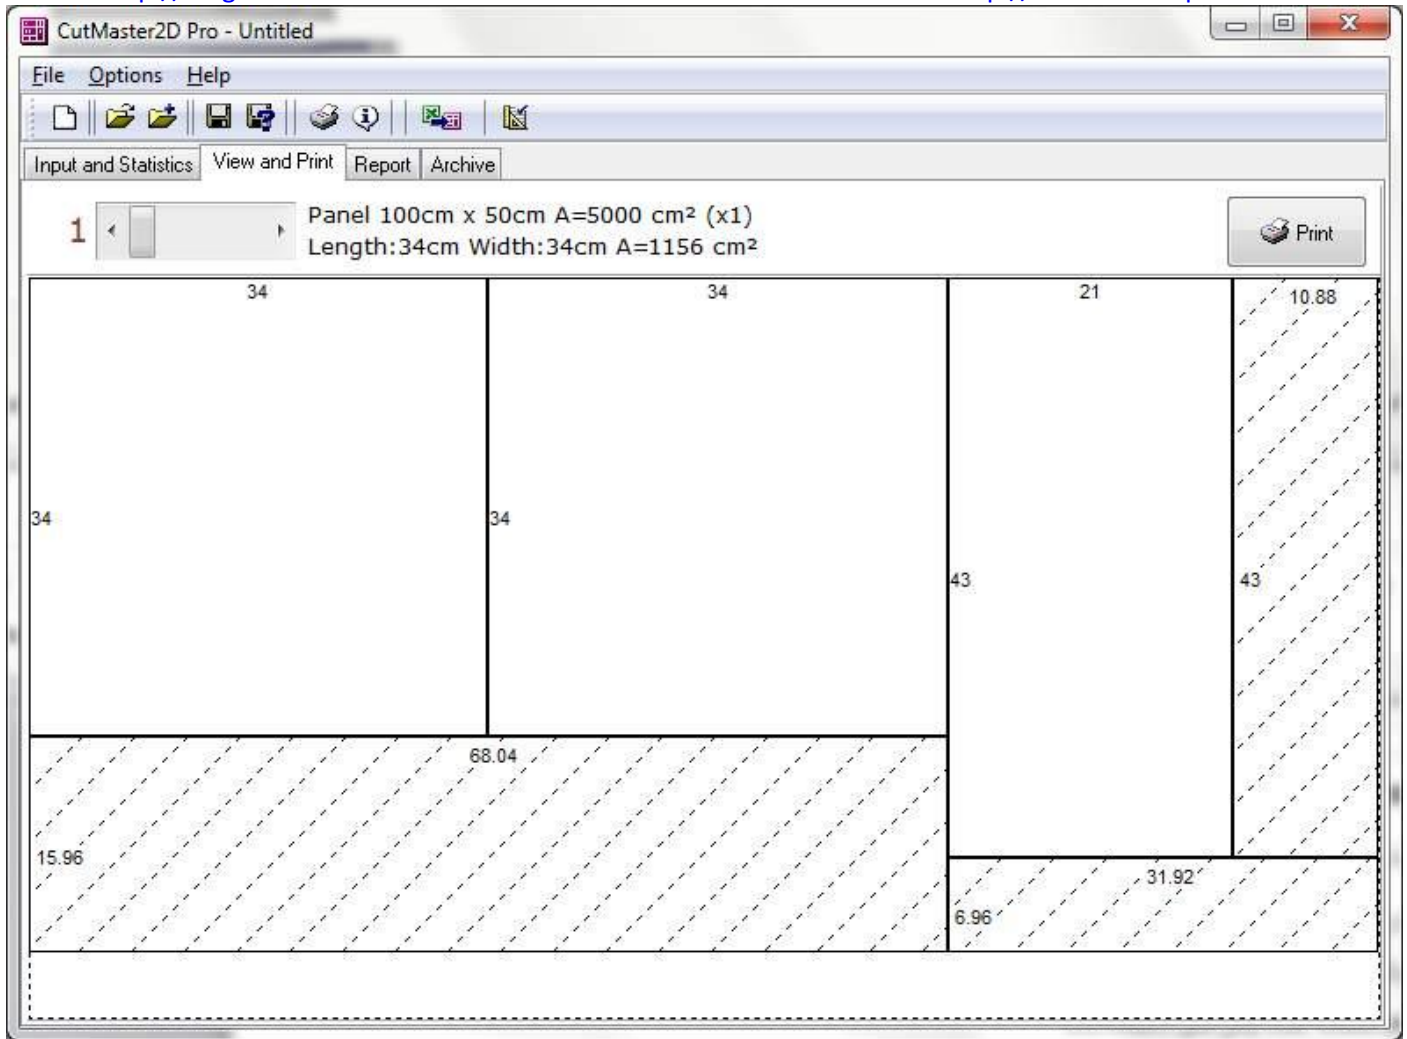 CutMaster2D Pro - Untitled
File Options Help
Input and Statistics View and Print Report Archive
1
Panel 100cm x 50cm A=5000 cm² (x1)
Length:34cm Width:34cm A=1156 cm²
Print
34 34 21 10.88
34 34
43 43
68.04
15.96
31.92
6.96